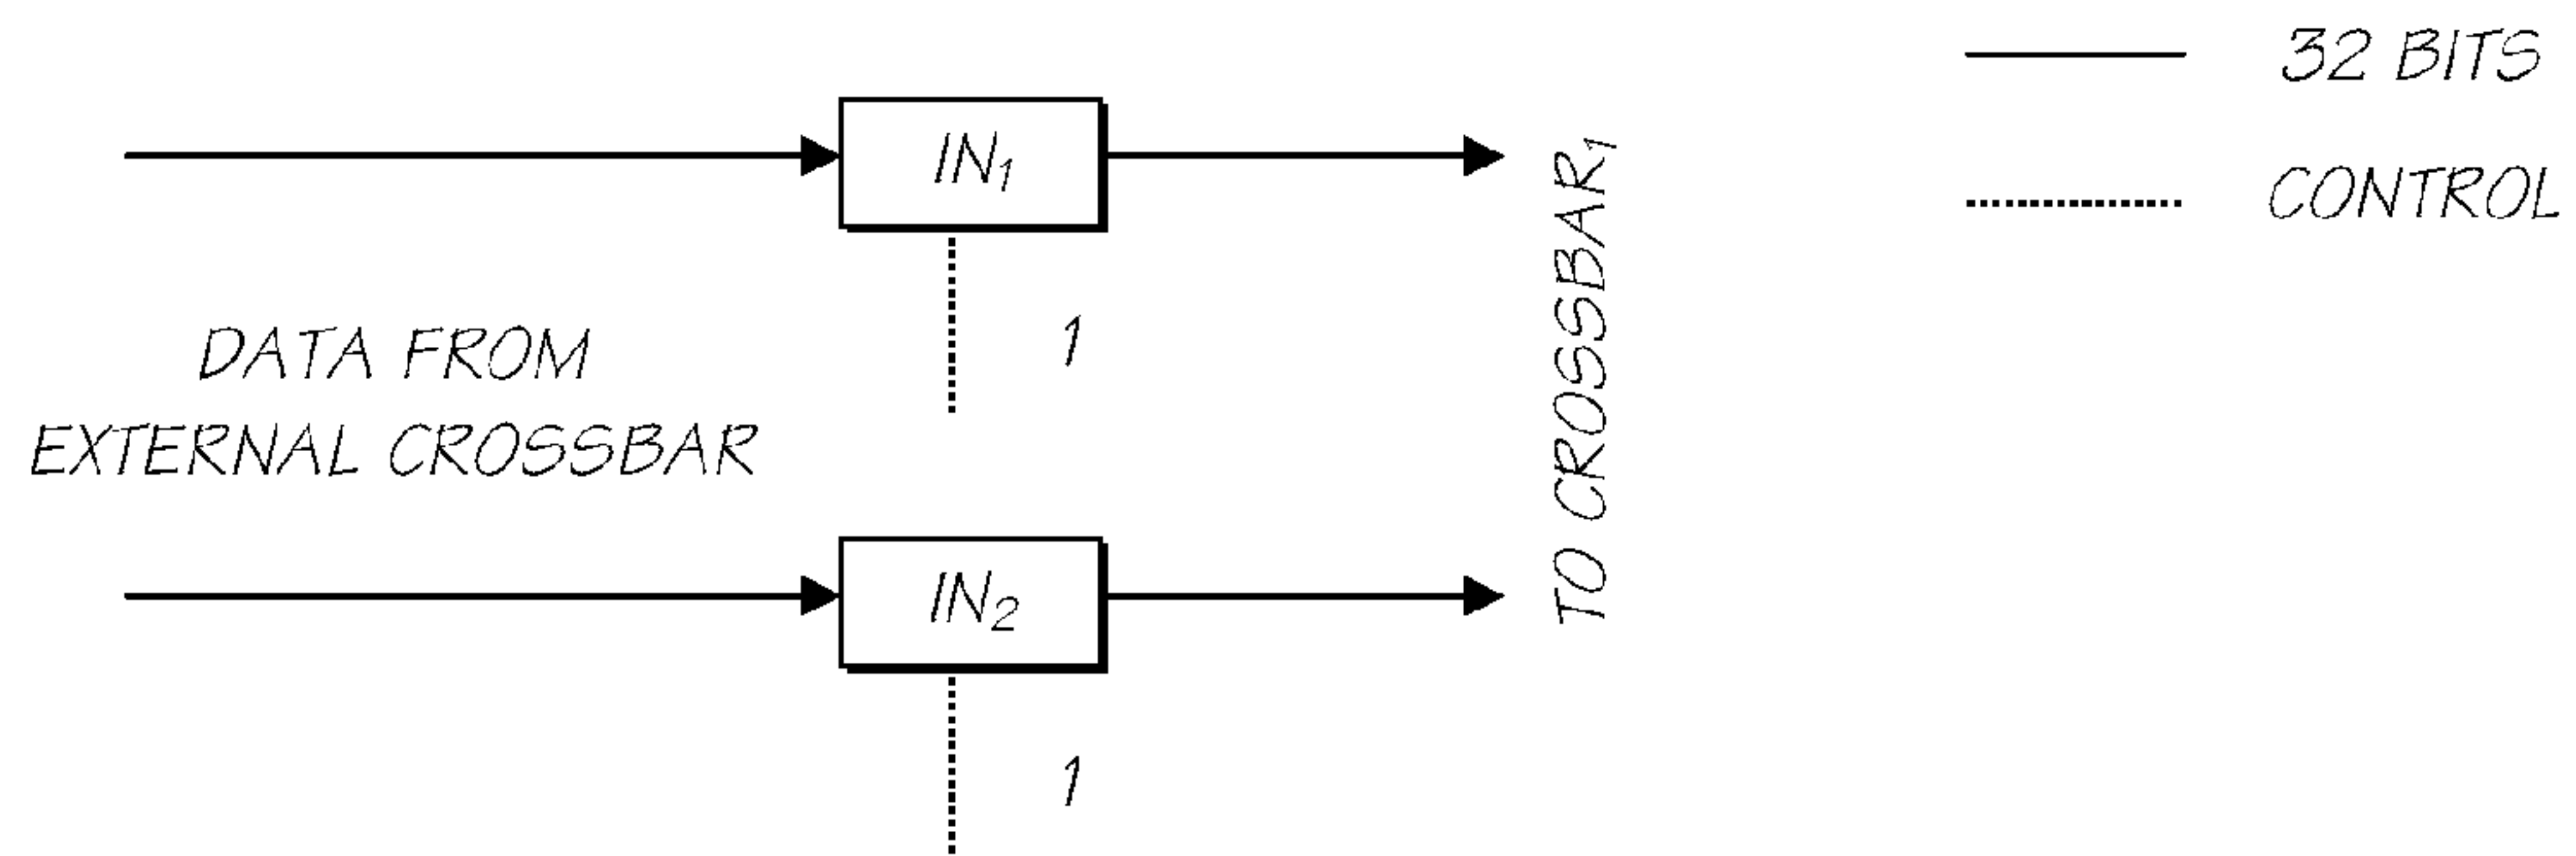 32 BITS
IN₁
CONTROL
TO CROSSBAR₁
1
DATA FROM
EXTERNAL CROSSBAR
IN₂
1